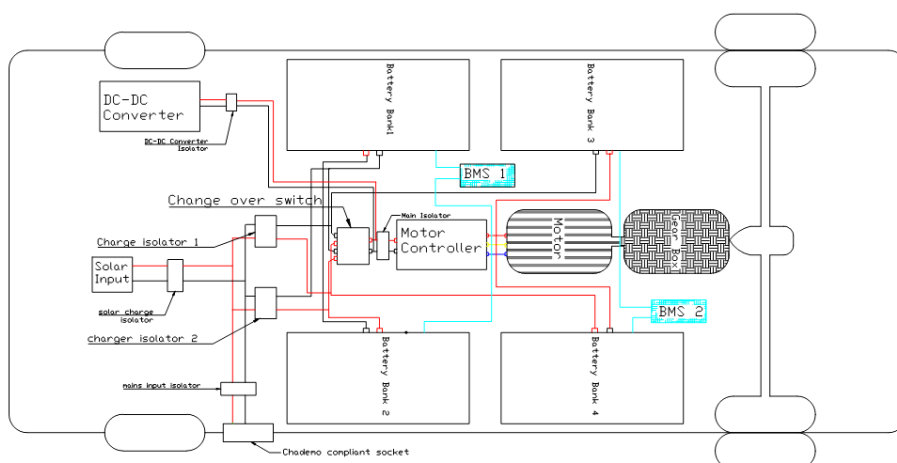 DC-DC
Converter
DC-DC Converter
Isolator
Battery Bank1
Battery Bank 3
BMS 1
Change over switch
Main Isolator
Charge isolator 1
Motor
Controller
Motor
Gear Box1
Solar
Input
solar charge
isolator
charger isolator 2
BMS 2
mains input isolator
Battery Bank 2
Battery Bank 4
Chademo compliant socket